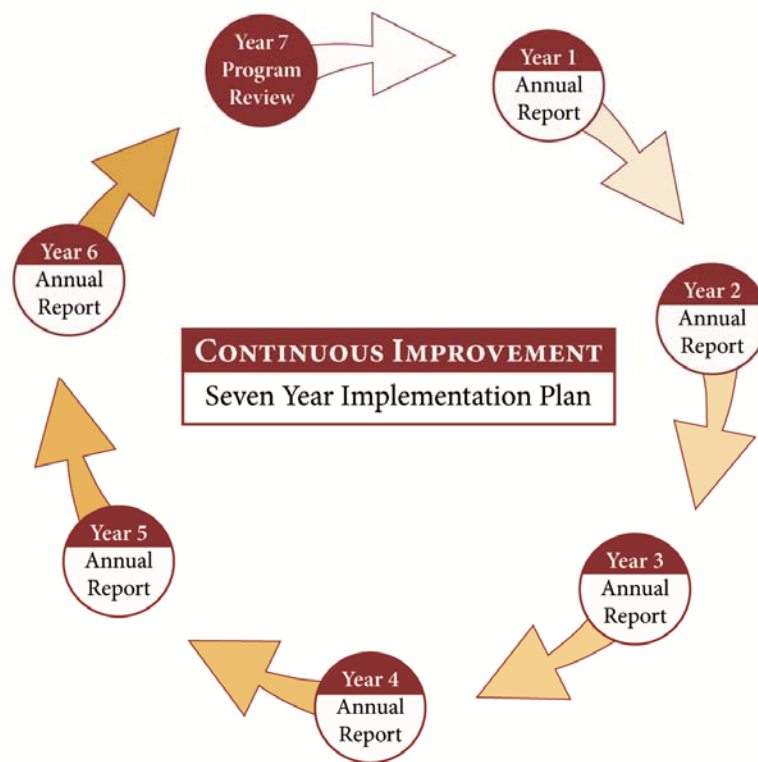 Year 7
Program
Review
Year 1
Annual
Report
Year 2
Annual
Report
Year 3
Annual
Report
Year 4
Annual
Report
Year 5
Annual
Report
Year 6
Annual
Report
CONTINUOUS IMPROVEMENT
Seven Year Implementation Plan